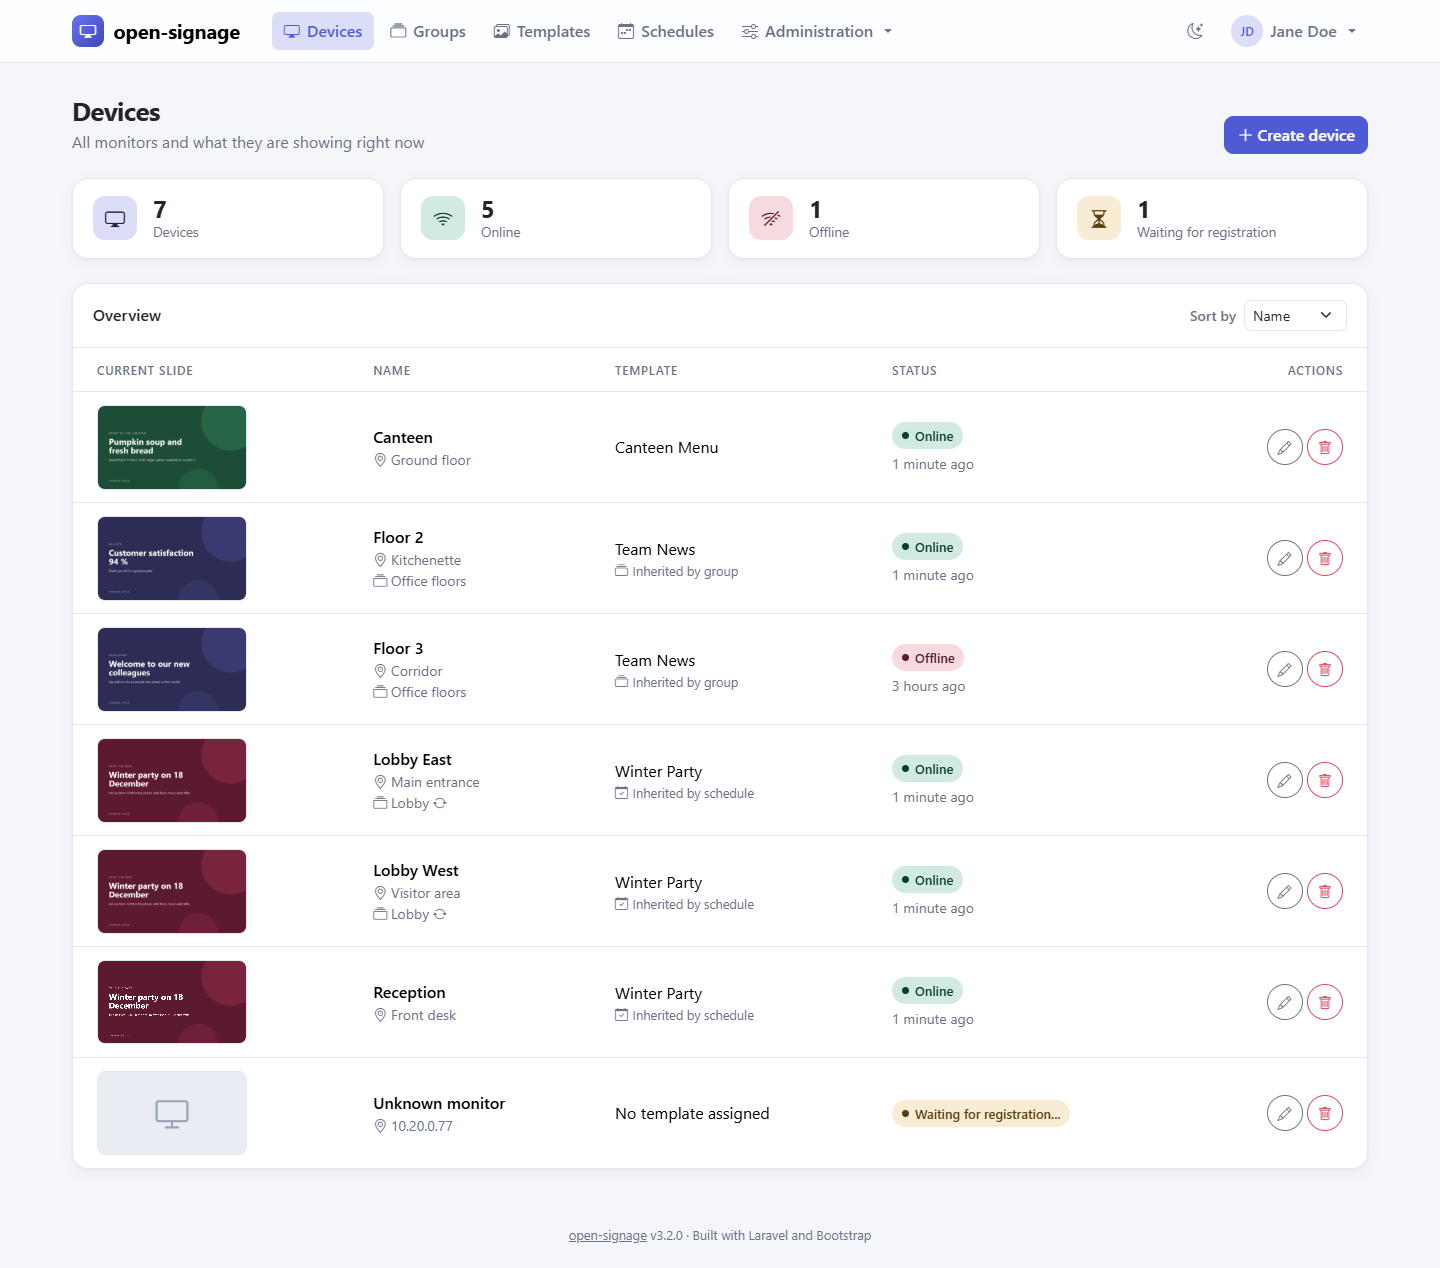 open-signage
Devices
Groups
Templates
Schedules
Administration
JD
Jane Doe
Devices
All monitors and what they are showing right now
+ Create device
7
Devices
5
Online
1
Offline
1
Waiting for registration
Overview
Sort by
Name
CURRENT SLIDE
NAME
TEMPLATE
STATUS
ACTIONS
Pumpkin soup and
fresh bread
Canteen
Ground floor
Canteen Menu
Online
1 minute ago
Customer satisfaction
94 %
Floor 2
Kitchenette
Office floors
Team News
Inherited by group
Online
1 minute ago
Welcome to our new
colleagues
Floor 3
Corridor
Office floors
Team News
Inherited by group
Offline
3 hours ago
Winter party on 18
December
Lobby East
Main entrance
Lobby
Winter Party
Inherited by schedule
Online
1 minute ago
Winter party on 18
December
Lobby West
Visitor area
Lobby
Winter Party
Inherited by schedule
Online
1 minute ago
Winter party on 18
December
Reception
Front desk
Winter Party
Inherited by schedule
Online
1 minute ago
Unknown monitor
10.20.0.77
No template assigned
Waiting for registration...
open-signage v3.2.0 · Built with Laravel and Bootstrap